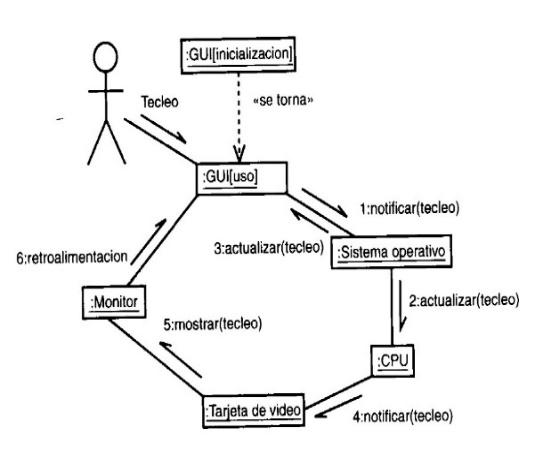 :GUI[inicializacion]
Tecleo
«se torna»
:GUI[uso]
1:notificar(tecleo)
3:actualizar(tecleo)
:Sistema operativo
6:retroalimentacion
:Monitor
2:actualizar(tecleo)
5:mostrar(tecleo)
:CPU
:Tarjeta de video
4:notificar(tecleo)